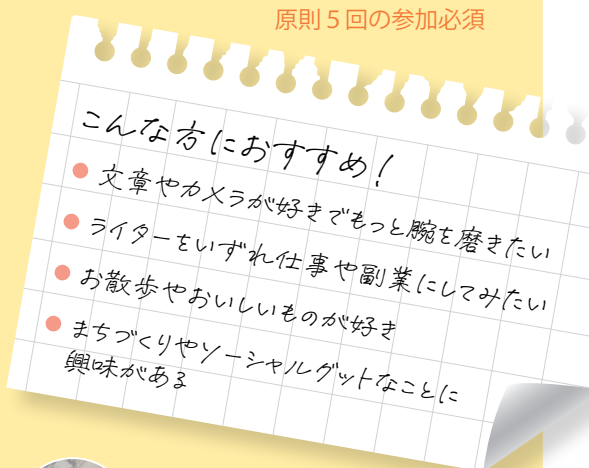 原則5回の参加必須
こんな方におすすめ!
● 文章やカメラが好きでもっと腕を磨きたい
● ライターをいずれ仕事や副業にしてみたい
● お散歩やおいしいものが好き
● まちづくりやソーシャルグットなことに
興味がある